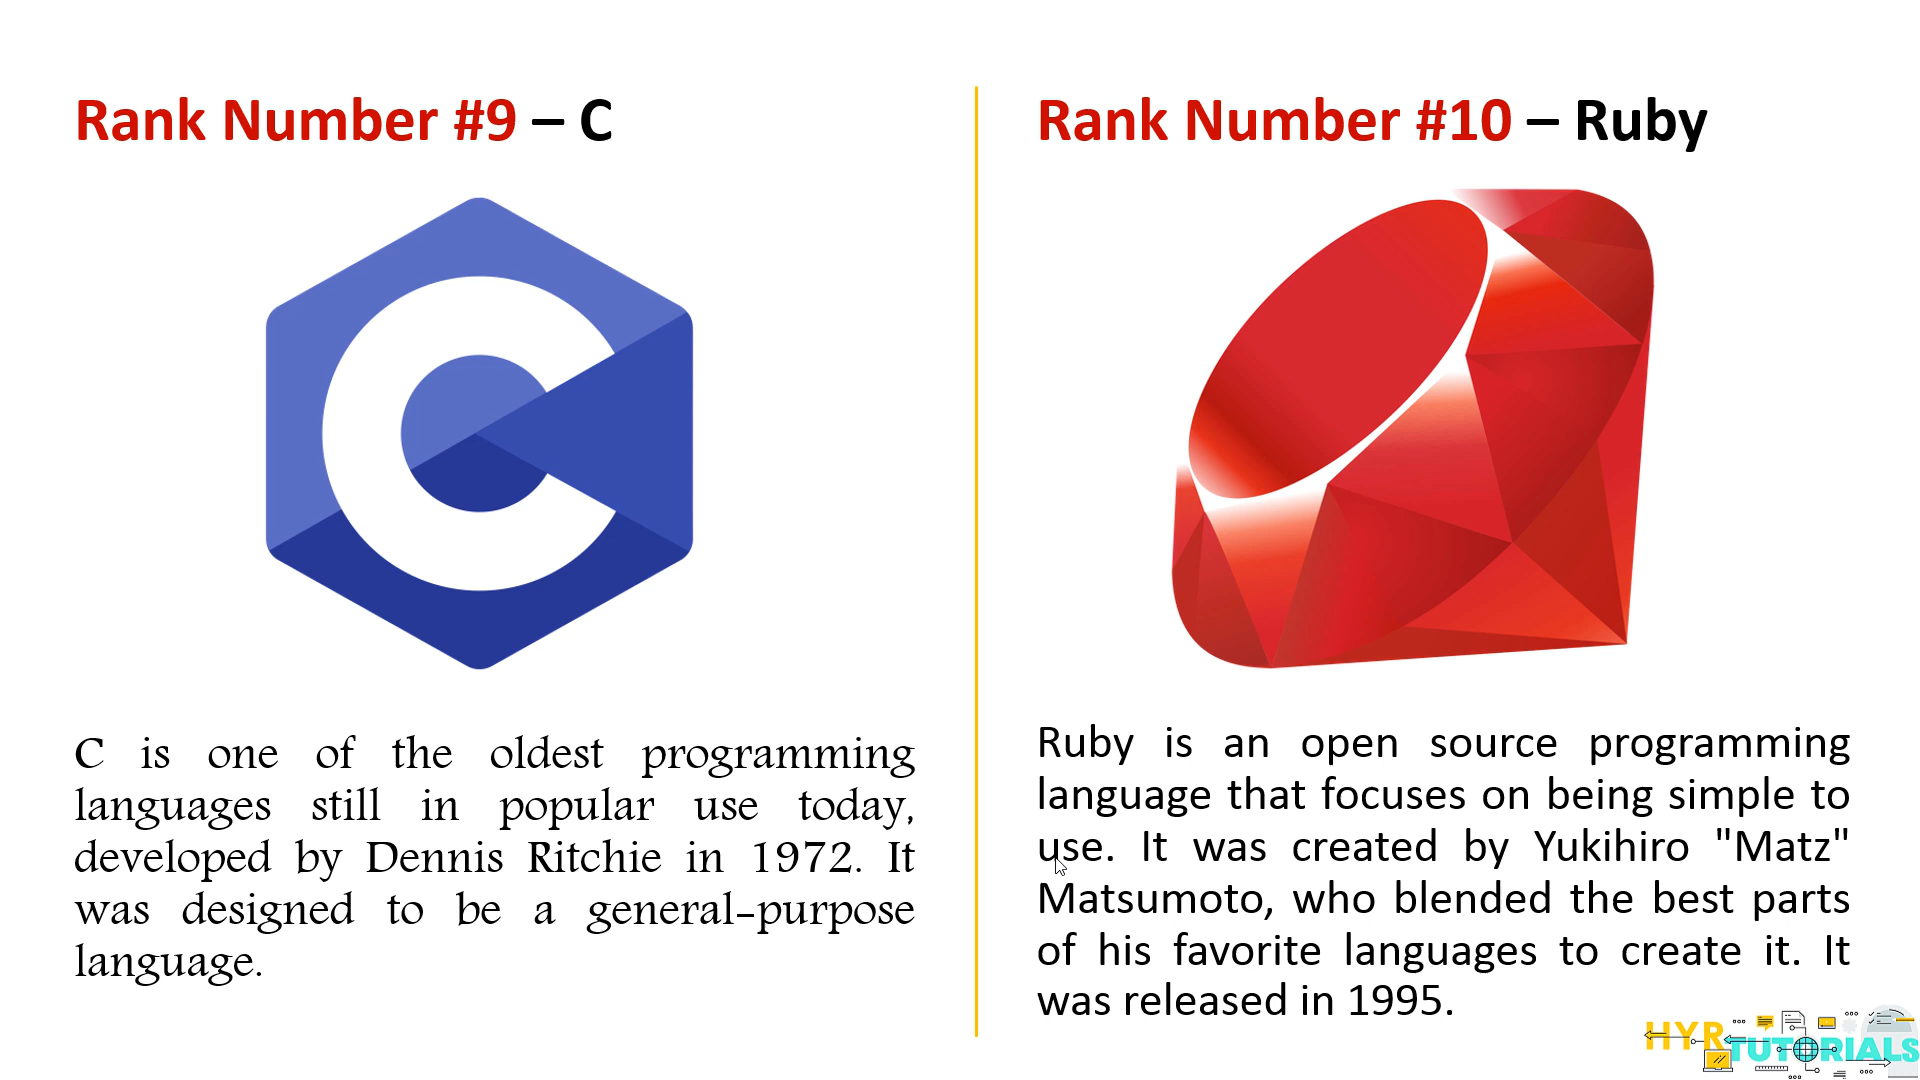 Rank Number #9 – C
C is one of the oldest programming
languages still in popular use today,
developed by Dennis Ritchie in 1972. It
was designed to be a general-purpose
language.
Rank Number #10 – Ruby
Ruby is an open source programming
language that focuses on being simple to
use. It was created by Yukihiro "Matz"
Matsumoto, who blended the best parts
of his favorite languages to create it. It
was released in 1995.
HYR TUTORIALS